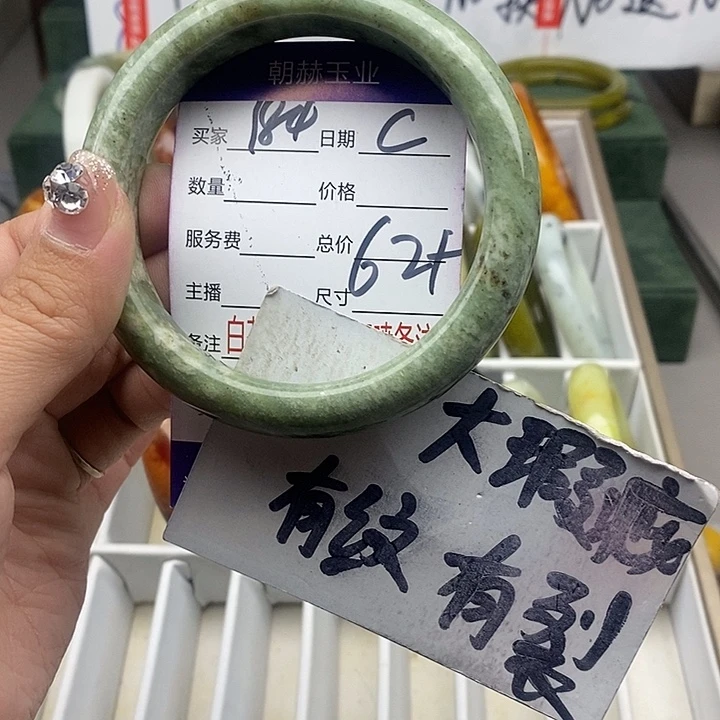 朝赫玉业
买家 184 日期 C
数量 价格
服务费 总价
62+
主播 尺寸
备注
大瑕疵
有纹
有裂